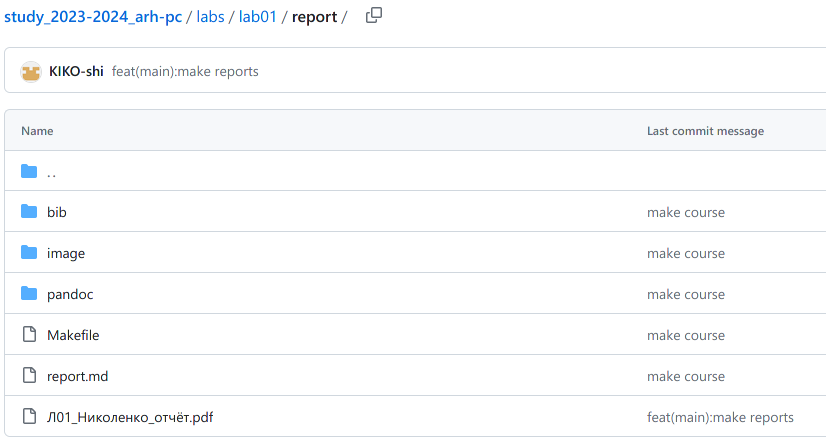 study_2023-2024_arh-pc / labs / lab01 / report /
KIKO-shi feat(main):make reports
Name Last commit message
..
bib make course
image make course
pandoc make course
Makefile make course
report.md make course
Л01_Николенко_отчёт.pdf feat(main):make reports